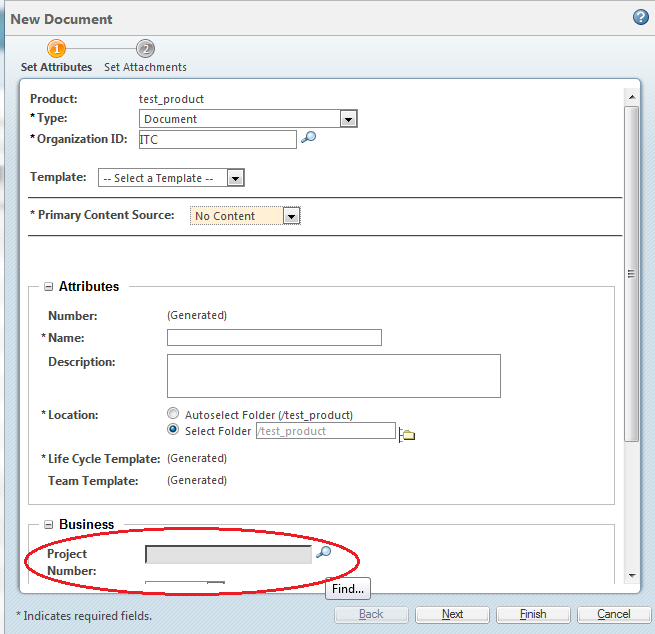 New Document
?
1 2
Set Attributes Set Attachments
Product: test_product
*Type: Document
*Organization ID: ITC
Template: -- Select a Template --
* Primary Content Source: No Content
Attributes
Number: (Generated)
*Name:
Description:
*Location: Autoselect Folder (/test_product)
Select Folder /test_product
*Life Cycle Template: (Generated)
Team Template: (Generated)
Business
Project
Number:
Find...
* Indicates required fields. Back Next Finish Cancel